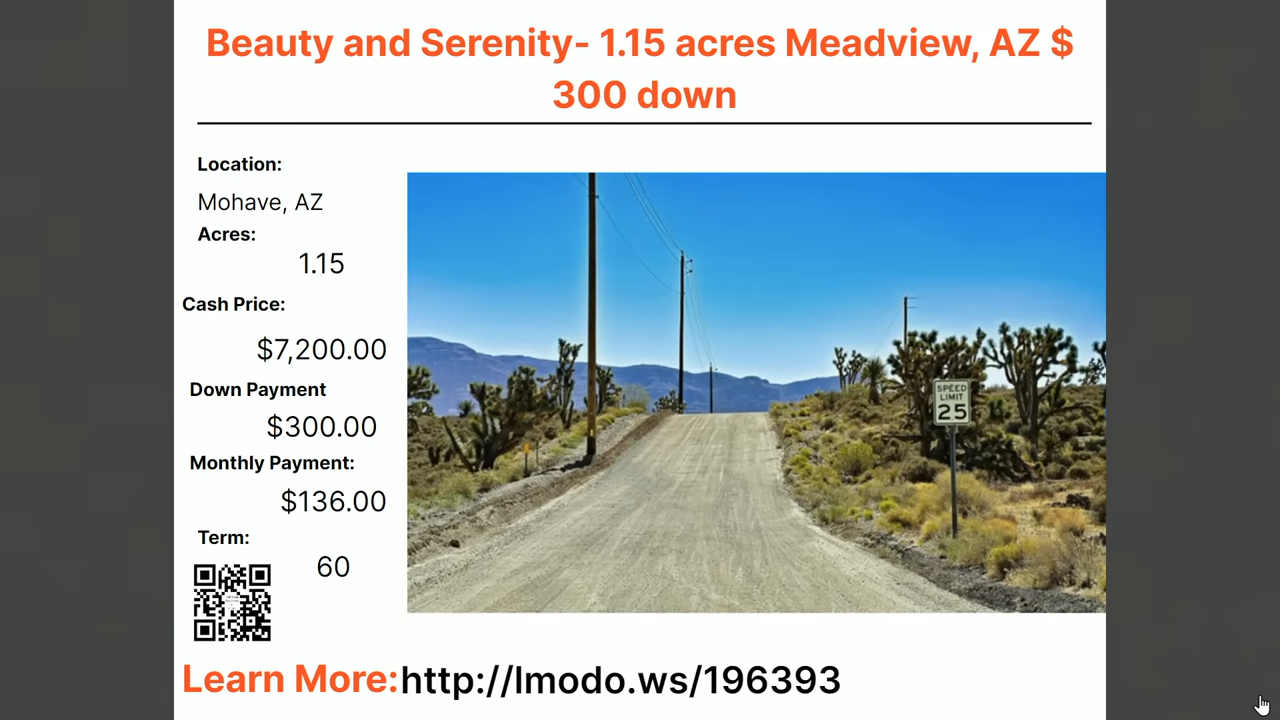 Beauty and Serenity- 1.15 acres Meadview, AZ $
300 down
Location:
Mohave, AZ
Acres:
1.15
Cash Price:
$7,200.00
Down Payment
$300.00
Monthly Payment:
$136.00
Term:
60
SPEED
LIMIT
25
Learn More:http://lmodo.ws/196393